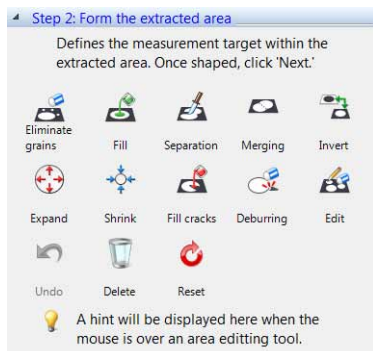 Step 2: Form the extracted area
Defines the measurement target within the
extracted area. Once shaped, click 'Next.'
Eliminate
grains Fill Separation Merging Invert
Expand Shrink Fill cracks Deburring Edit
Undo Delete Reset
A hint will be displayed here when the
mouse is over an area editting tool.